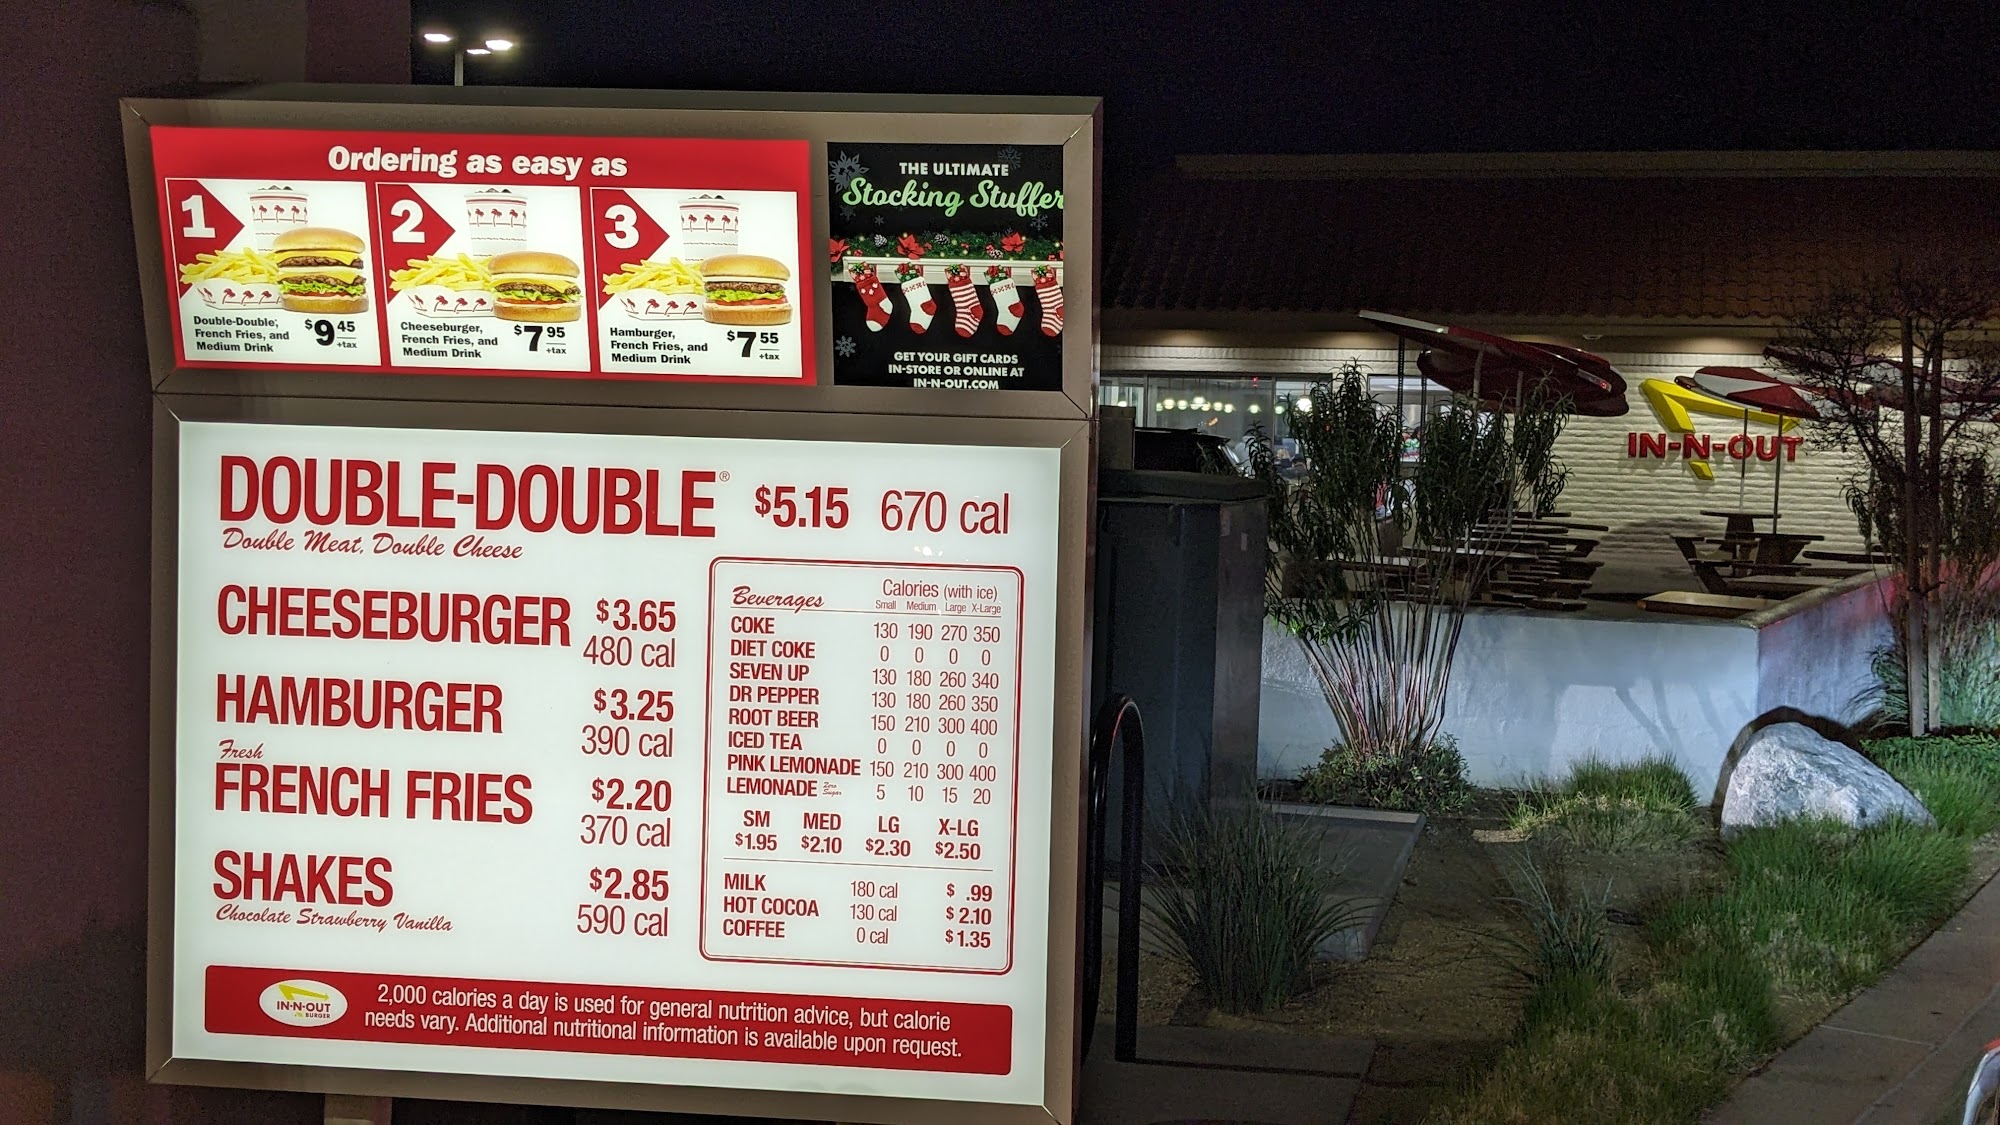 Ordering as easy as
1
Double-Double®,
French Fries, and
Medium Drink
$9 45
+tax
2
Cheeseburger,
French Fries, and
Medium Drink
$7 95
+tax
3
Hamburger,
French Fries, and
Medium Drink
$7 55
+tax
THE ULTIMATE
Stocking Stuffer
GET YOUR GIFT CARDS
IN-STORE OR ONLINE AT
IN-N-OUT.COM
DOUBLE-DOUBLE® $5.15 670 cal
Double Meat, Double Cheese
CHEESEBURGER $3.65
480 cal
HAMBURGER $3.25
390 cal
Fresh
FRENCH FRIES $2.20
370 cal
SHAKES $2.85
Chocolate Strawberry Vanilla 590 cal
Beverages Calories (with ice)
Small Medium Large X-Large
COKE 130 190 270 350
DIET COKE 0 0 0 0
SEVEN UP 130 180 260 340
DR PEPPER 130 180 260 350
ROOT BEER 150 210 300 400
ICED TEA 0 0 0 0
PINK LEMONADE 150 210 300 400
LEMONADE Zero Sugar 5 10 15 20
SM MED LG X-LG
$1.95 $2.10 $2.30 $2.50
MILK 180 cal $ .99
HOT COCOA 130 cal $2.10
COFFEE 0 cal $1.35
IN-N-OUT
BURGER
2,000 calories a day is used for general nutrition advice, but calorie
needs vary. Additional nutritional information is available upon request.
IN-N-OUT